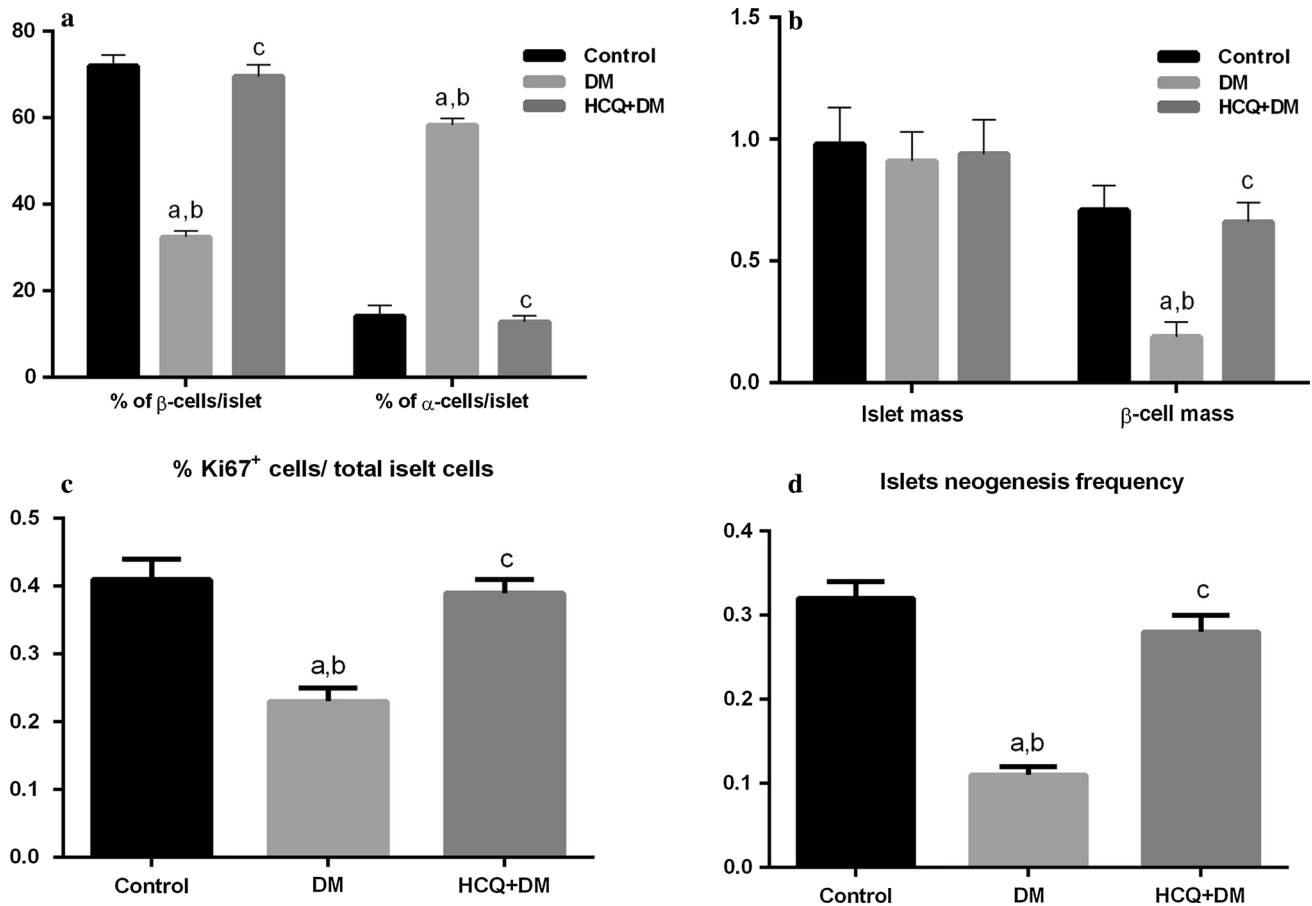 a
80
60
40
20
0
c
a,b
a,b
c
Control
DM
HCQ+DM
% of β-cells/islet
% of α-cells/islet
b
1.5
1.0
0.5
0.0
c
a,b
Control
DM
HCQ+DM
Islet mass
β-cell mass
% Ki67⁺ cells/ total iselt cells
c
0.5
0.4
0.3
0.2
0.1
0.0
a,b
c
Control
DM
HCQ+DM
Islets neogenesis frequency
d
0.4
0.3
0.2
0.1
0.0
a,b
c
Control
DM
HCQ+DM